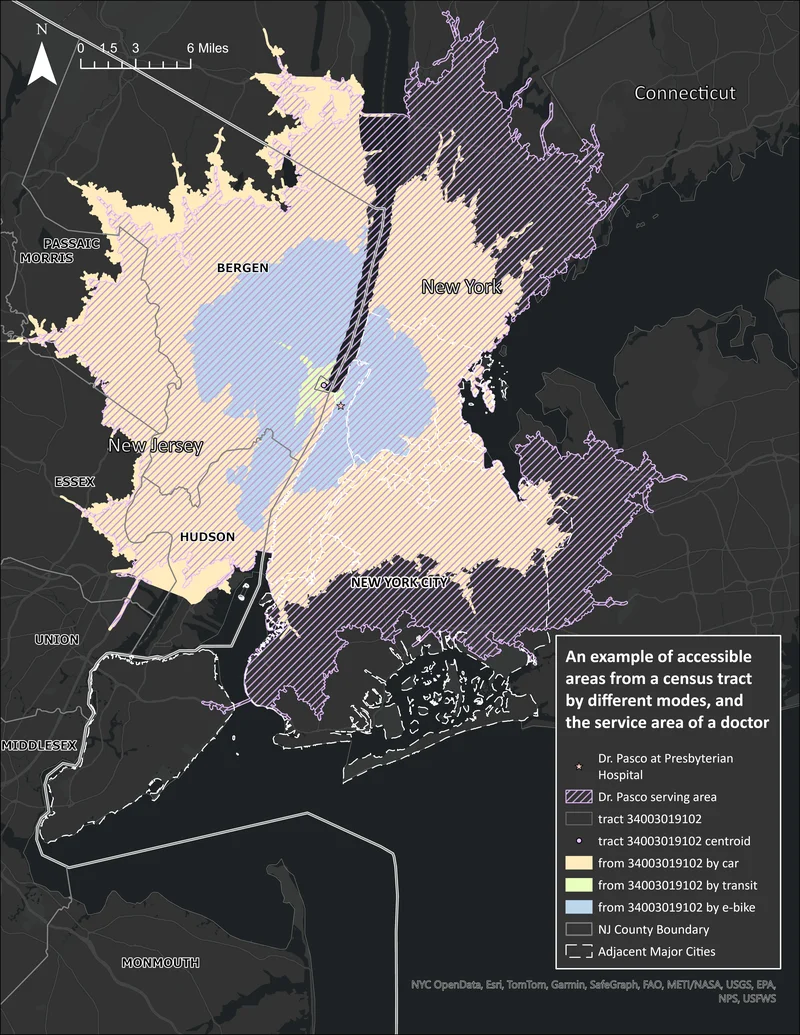 N
0 1.5 3 6 Miles
Connecticut
PASSAIC
MORRIS
BERGEN
New York
New Jersey
ESSEX
HUDSON
NEW YORK CITY
UNION
MIDDLESEX
MONMOUTH
An example of accessible
areas from a census tract
by different modes, and
the service area of a doctor
Dr. Pasco at Presbyterian
Hospital
Dr. Pasco serving area
tract 34003019102
tract 34003019102 centroid
from 34003019102 by car
from 34003019102 by transit
from 34003019102 by e-bike
NJ County Boundary
Adjacent Major Cities
NYC OpenData, Esri, TomTom, Garmin, SafeGraph, FAO, METI/NASA, USGS, EPA,
NPS, USFWS